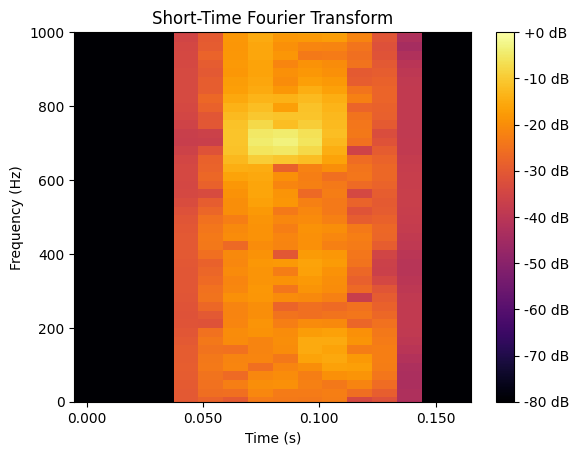 Short-Time Fourier Transform
1000
800
600
400
200
0
Frequency (Hz)
0.000
0.050
0.100
0.150
Time (s)
+0 dB
-10 dB
-20 dB
-30 dB
-40 dB
-50 dB
-60 dB
-70 dB
-80 dB